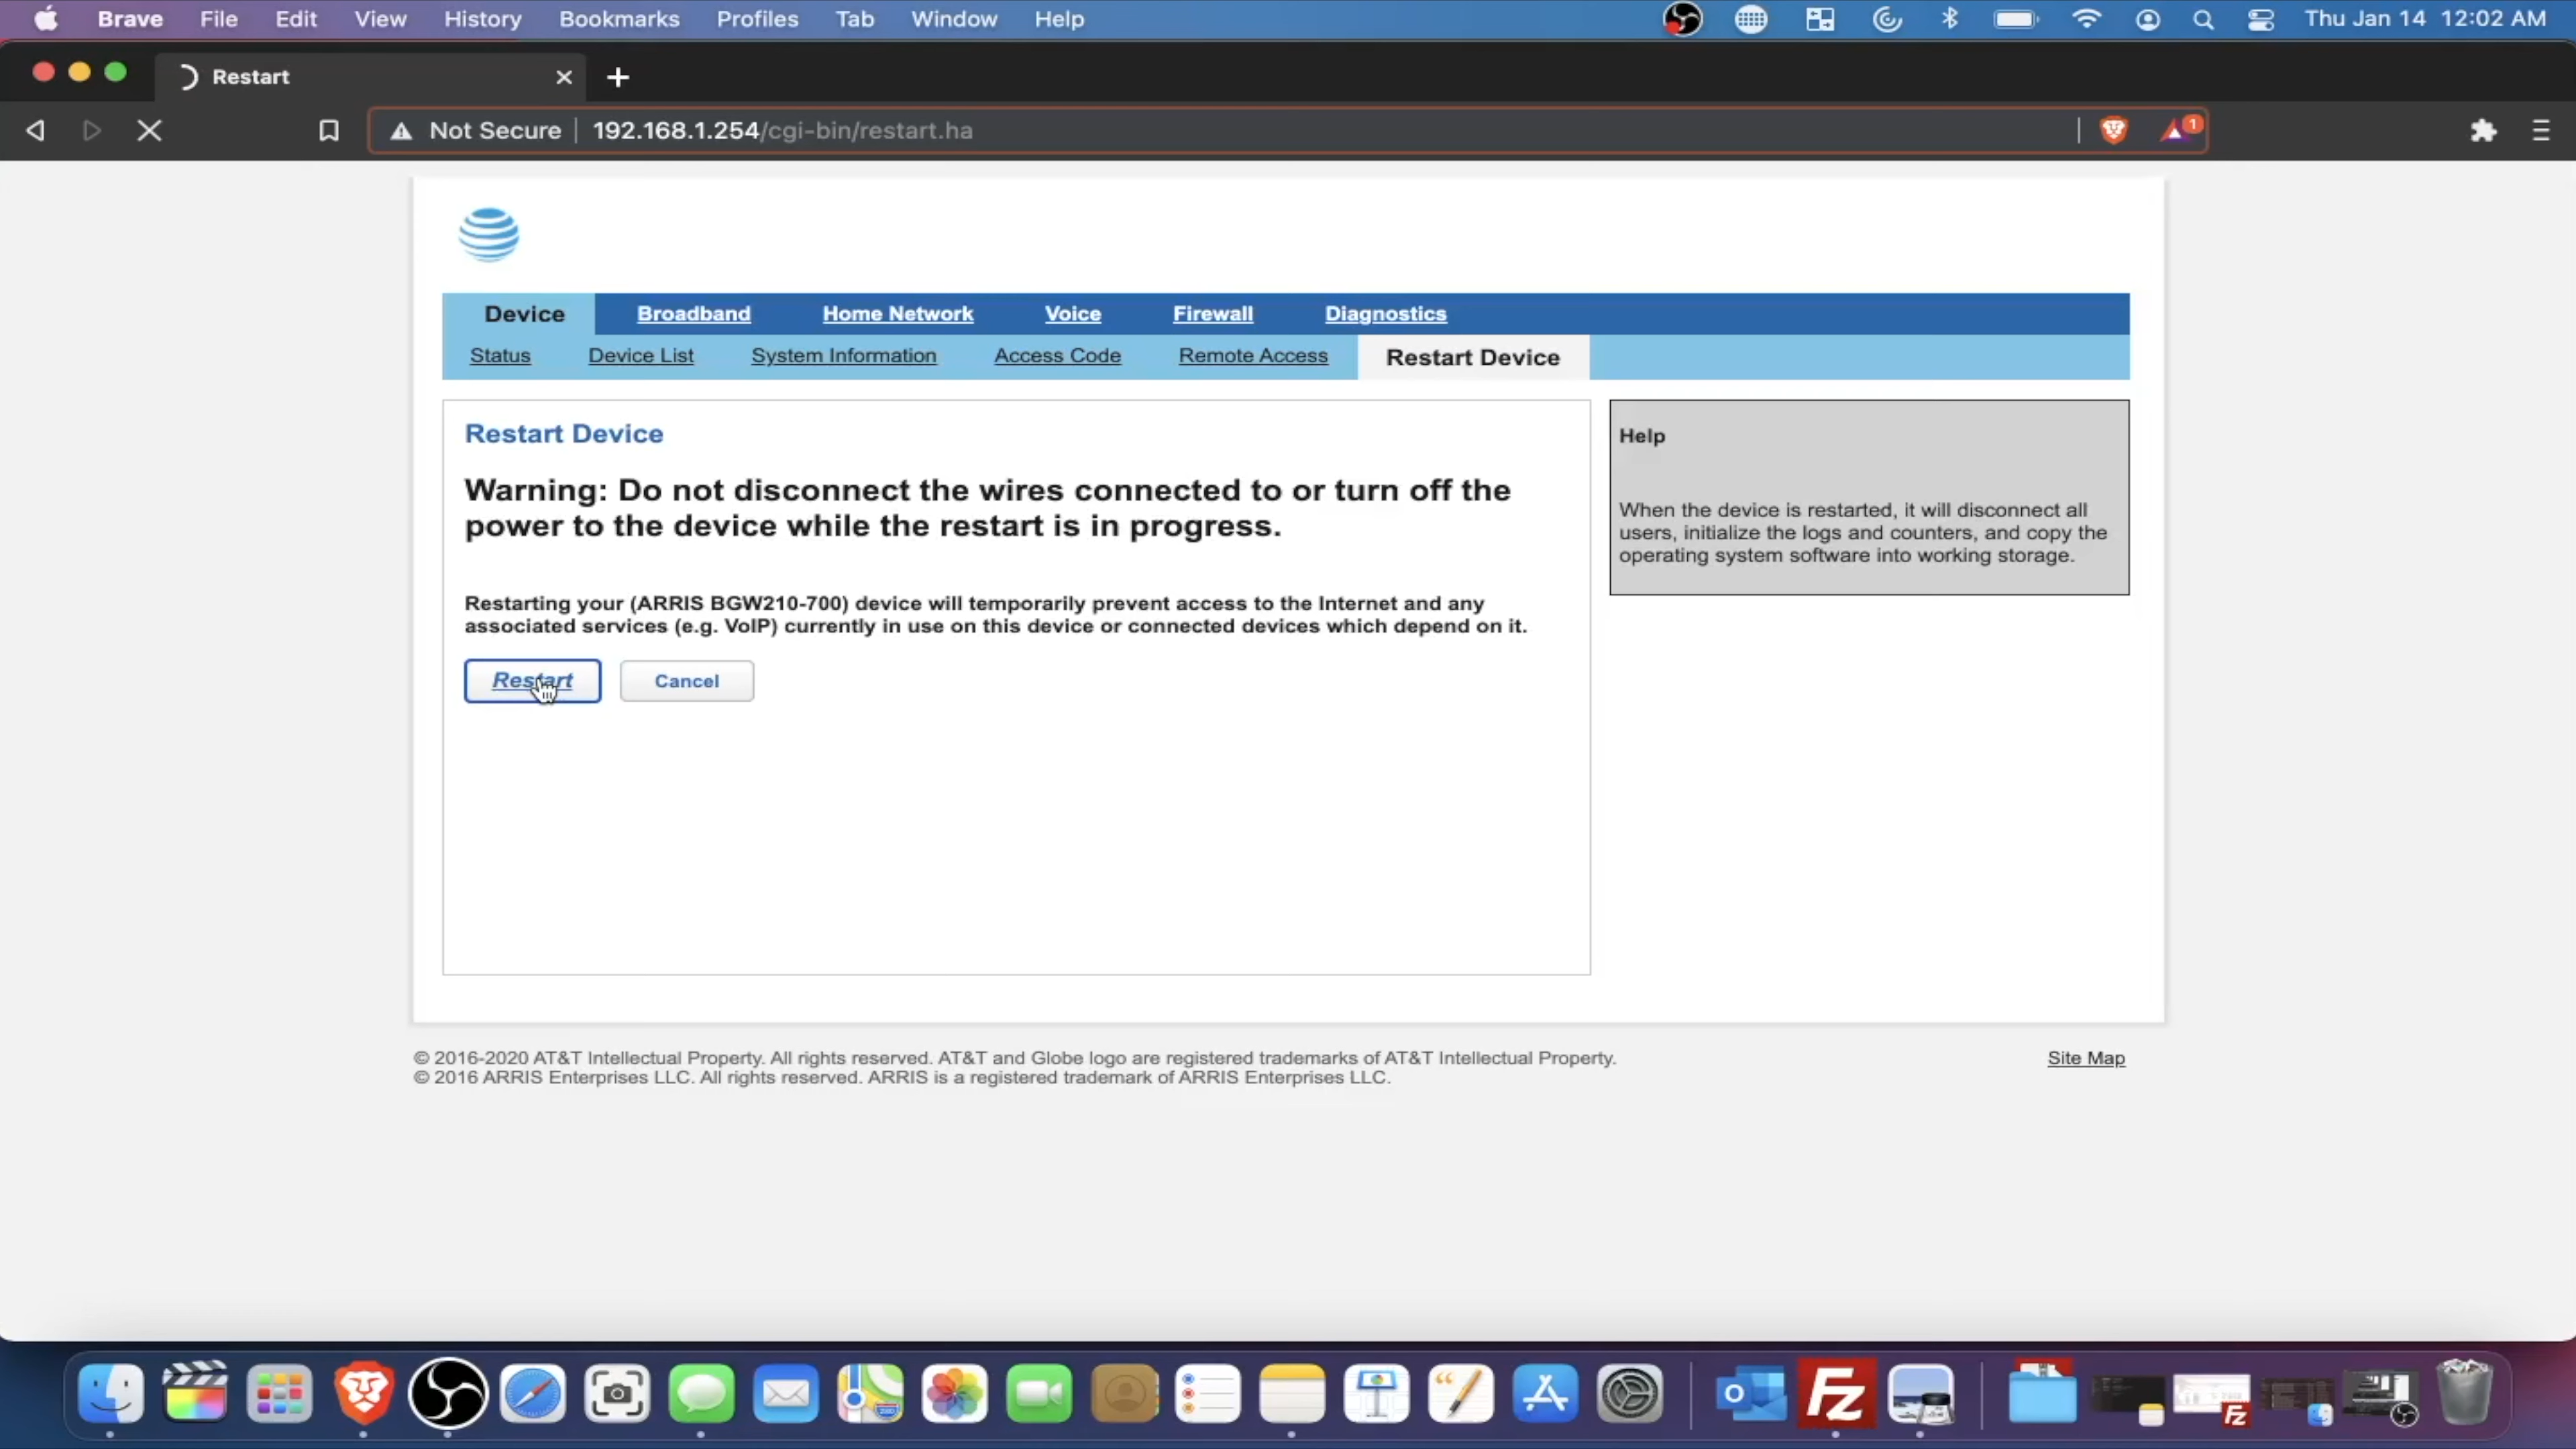 Brave File Edit View History Bookmarks Profiles Tab Window Help Thu Jan 14 12:02 AM
Restart
Not Secure 192.168.1.254/cgi-bin/restart.ha 1
Device Broadband Home Network Voice Firewall Diagnostics
Status Device List System Information Access Code Remote Access Restart Device
Restart Device
Warning: Do not disconnect the wires connected to or turn off the
power to the device while the restart is in progress.
Restarting your (ARRIS BGW210-700) device will temporarily prevent access to the Internet and any
associated services (e.g. VoIP) currently in use on this device or connected devices which depend on it.
Restart Cancel
Help
When the device is restarted, it will disconnect all
users, initialize the logs and counters, and copy the
operating system software into working storage.
© 2016-2020 AT&T Intellectual Property. All rights reserved. AT&T and Globe logo are registered trademarks of AT&T Intellectual Property.
© 2016 ARRIS Enterprises LLC. All rights reserved. ARRIS is a registered trademark of ARRIS Enterprises LLC.
Site Map